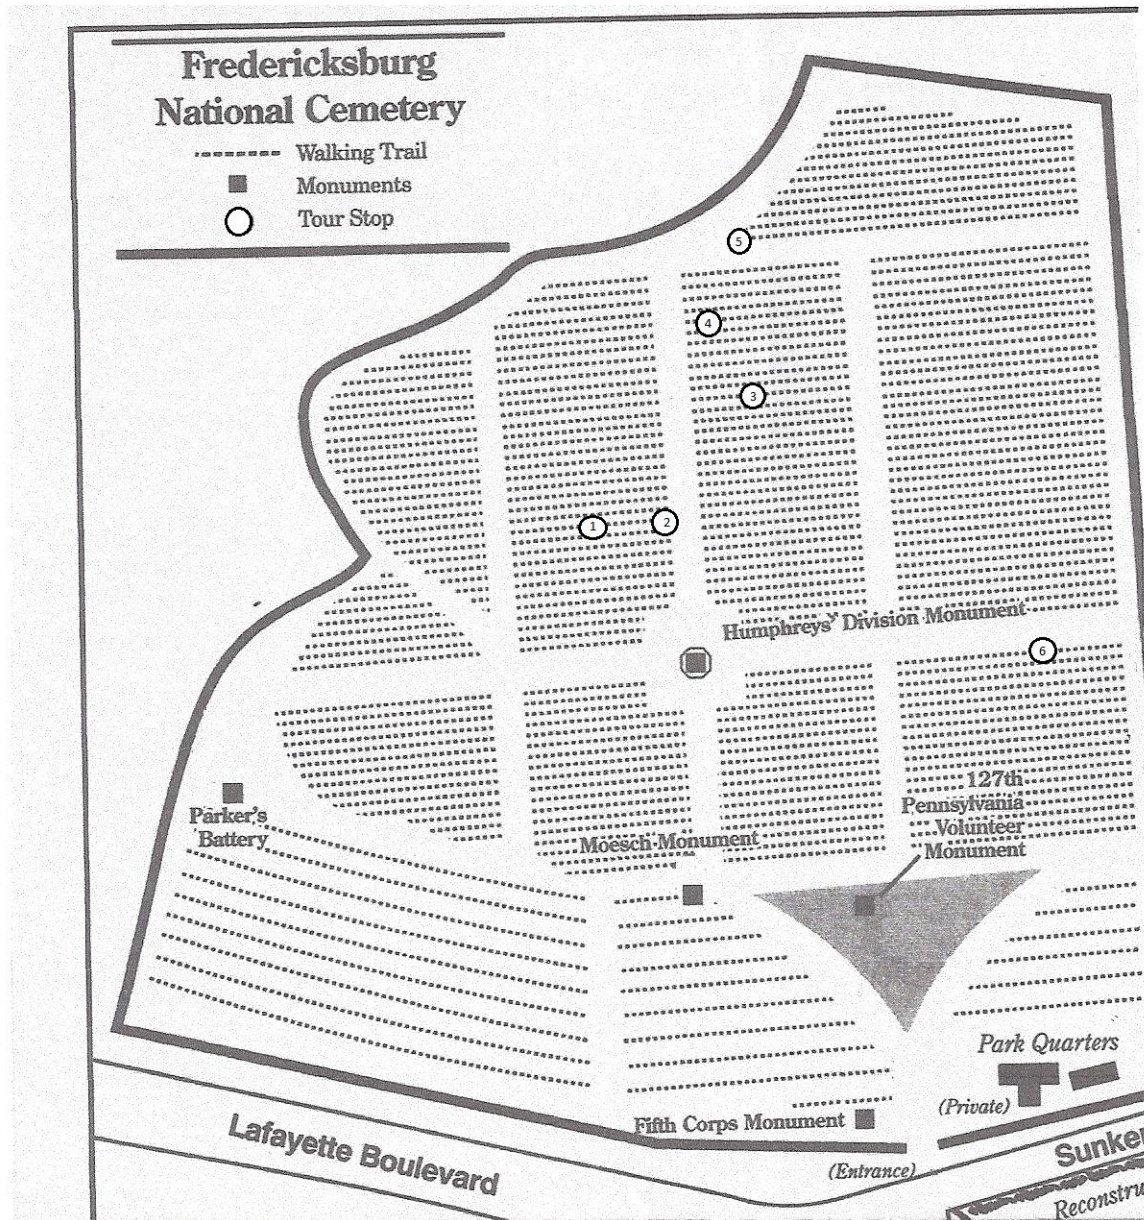 Fredericksburg
National Cemetery
Walking Trail
Monuments
Tour Stop
5
4
3
1
2
Humphreys' Division Monument
6
127th
Pennsylvania
Volunteer
Monument
Parker's
Battery
Moesch Monument
Park Quarters
(Private)
Fifth Corps Monument
Lafayette Boulevard
(Entrance)
Sunke
Reconstru